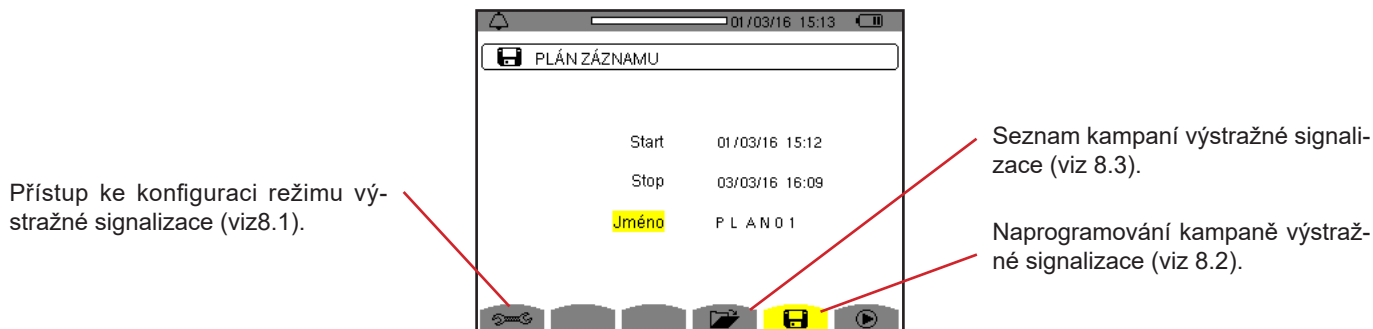 01/03/16 15:13
PLÁN ZÁZNAMU
Start 01/03/16 15:12
Stop 03/03/16 16:09
Jméno PLAN01
Přístup ke konfiguraci režimu vý-
stražné signalizace (viz8.1).
Seznam kampaní výstražné signali-
zace (viz 8.3).
Naprogramování kampaně výstraž-
né signalizace (viz 8.2).